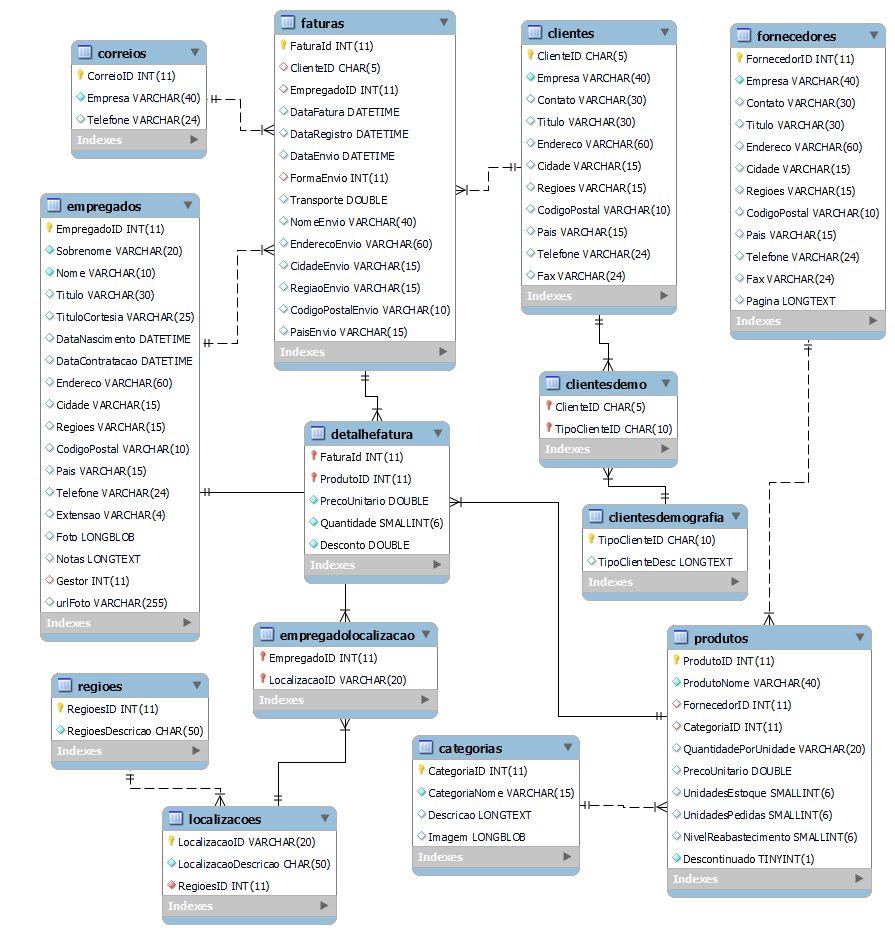 correios
CorreioID INT(11)
Empresa VARCHAR(40)
Telefone VARCHAR(24)
Indexes
faturas
FaturaId INT(11)
ClienteID CHAR(5)
EmpregadoID INT(11)
DataFatura DATETIME
DataRegistro DATETIME
DataEnvio DATETIME
FormaEnvio INT(11)
Transporte DOUBLE
NomeEnvio VARCHAR(40)
EnderecoEnvio VARCHAR(60)
CidadeEnvio VARCHAR(15)
RegiaoEnvio VARCHAR(15)
CodigoPostalEnvio VARCHAR(10)
PaisEnvio VARCHAR(15)
Indexes
clientes
ClienteID CHAR(5)
Empresa VARCHAR(40)
Contato VARCHAR(30)
Titulo VARCHAR(30)
Endereco VARCHAR(60)
Cidade VARCHAR(15)
Regioes VARCHAR(15)
CodigoPostal VARCHAR(10)
Pais VARCHAR(15)
Telefone VARCHAR(24)
Fax VARCHAR(24)
Indexes
fornecedores
FornecedorID INT(11)
Empresa VARCHAR(40)
Contato VARCHAR(30)
Titulo VARCHAR(30)
Endereco VARCHAR(60)
Cidade VARCHAR(15)
Regioes VARCHAR(15)
CodigoPostal VARCHAR(10)
Pais VARCHAR(15)
Telefone VARCHAR(24)
Fax VARCHAR(24)
Pagina LONGTEXT
Indexes
empregados
EmpregadoID INT(11)
Sobrenome VARCHAR(20)
Nome VARCHAR(10)
Titulo VARCHAR(30)
TituloCortesia VARCHAR(25)
DataNascimento DATETIME
DataContratacao DATETIME
Endereco VARCHAR(60)
Cidade VARCHAR(15)
Regioes VARCHAR(15)
CodigoPostal VARCHAR(10)
Pais VARCHAR(15)
Telefone VARCHAR(24)
Extensao VARCHAR(4)
Foto LONGBLOB
Notas LONGTEXT
Gestor INT(11)
urlFoto VARCHAR(255)
Indexes
clientesdemo
ClienteID CHAR(5)
TipoClienteID CHAR(10)
Indexes
detalhefatura
FaturaId INT(11)
ProdutoID INT(11)
PrecoUnitario DOUBLE
Quantidade SMALLINT(6)
Desconto DOUBLE
Indexes
clientesdemografia
TipoClienteID CHAR(10)
TipoClienteDesc LONGTEXT
Indexes
empregadolocalizacao
EmpregadoID INT(11)
LocalizacaoID VARCHAR(20)
Indexes
produtos
ProdutoID INT(11)
ProdutoNome VARCHAR(40)
FornecedorID INT(11)
CategoriaID INT(11)
QuantidadePorUnidade VARCHAR(20)
PrecoUnitario DOUBLE
UnidadesEstoque SMALLINT(6)
UnidadesPedidas SMALLINT(6)
NivelReabastecimento SMALLINT(6)
Descontinuado TINYINT(1)
Indexes
regioes
RegioesID INT(11)
RegioesDescricao CHAR(50)
Indexes
categorias
CategoriaID INT(11)
CategoriaNome VARCHAR(15)
Descricao LONGTEXT
Imagem LONGBLOB
Indexes
localizacoes
LocalizacaoID VARCHAR(20)
LocalizacaoDescricao CHAR(50)
RegioesID INT(11)
Indexes